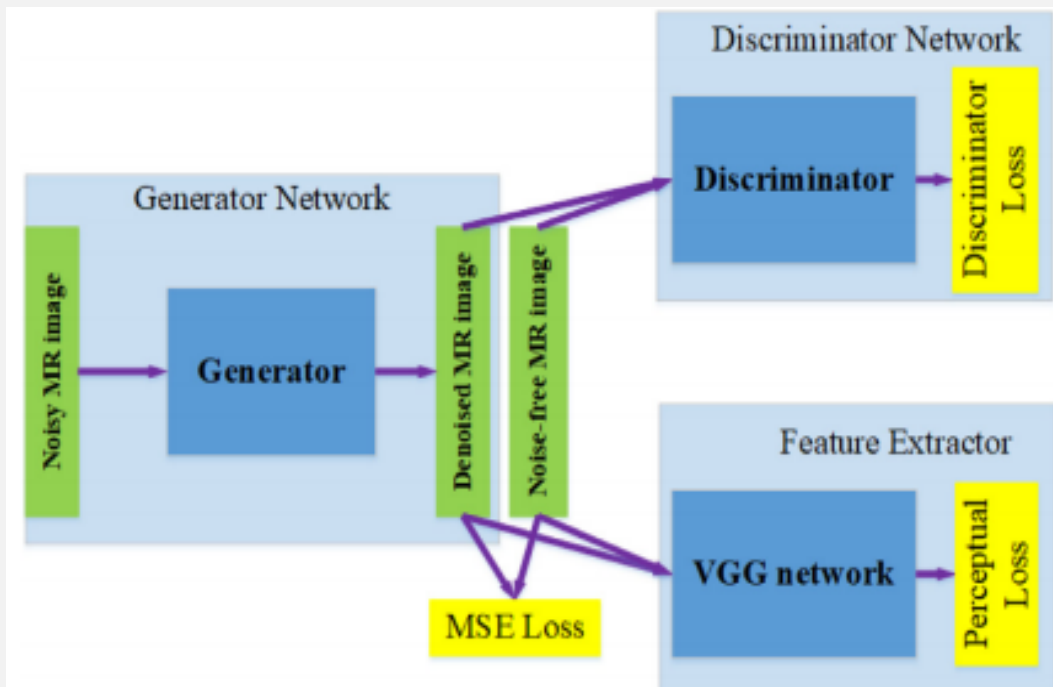 Discriminator Network
Discriminator
Discriminator
Loss
Generator Network
Noisy MR image
Generator
Denoised MR image
Noise-free MR image
MSE Loss
Feature Extractor
VGG network
Perceptual
Loss